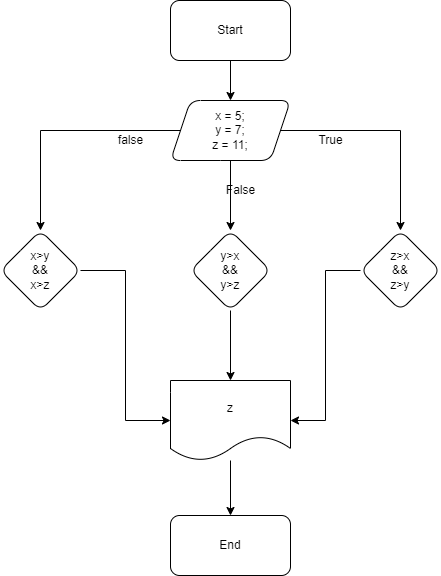 Start
x = 5;
y = 7;
z = 11;
false
True
False
x>y
&&
x>z
y>x
&&
y>z
z>x
&&
z>y
z
End